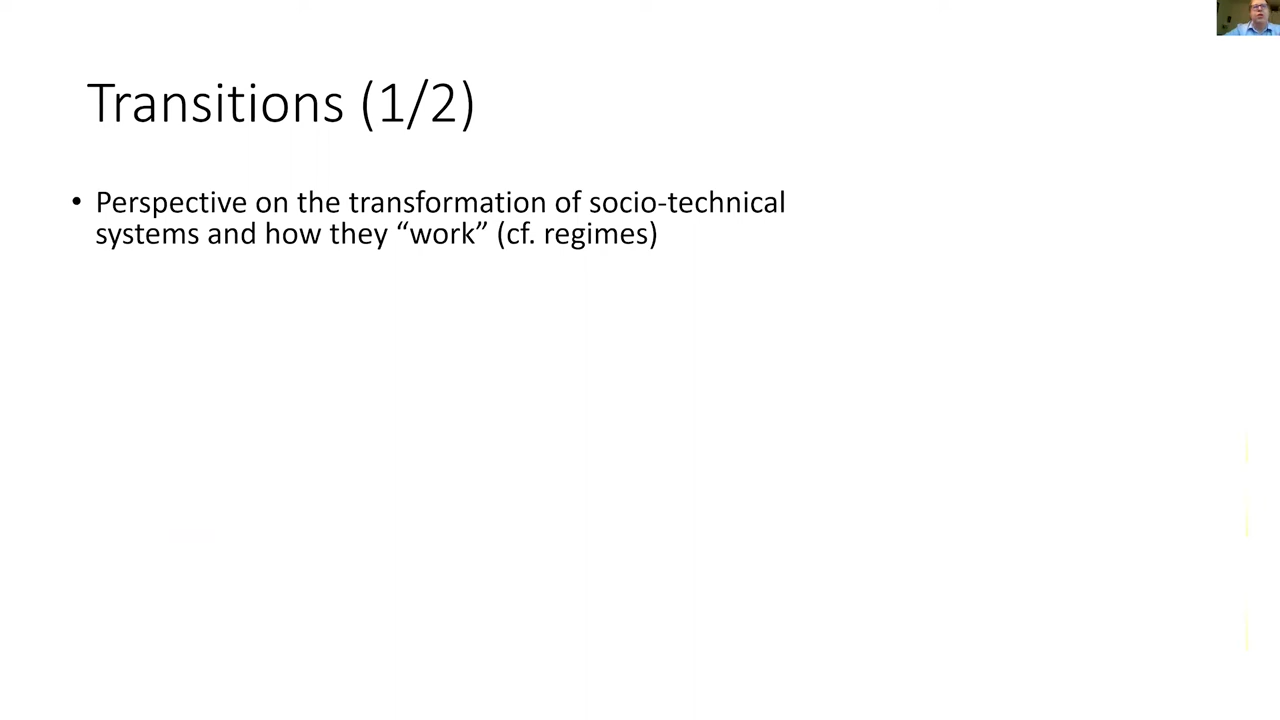 Transitions (1/2)
• Perspective on the transformation of socio-technical
systems and how they “work” (cf. regimes)